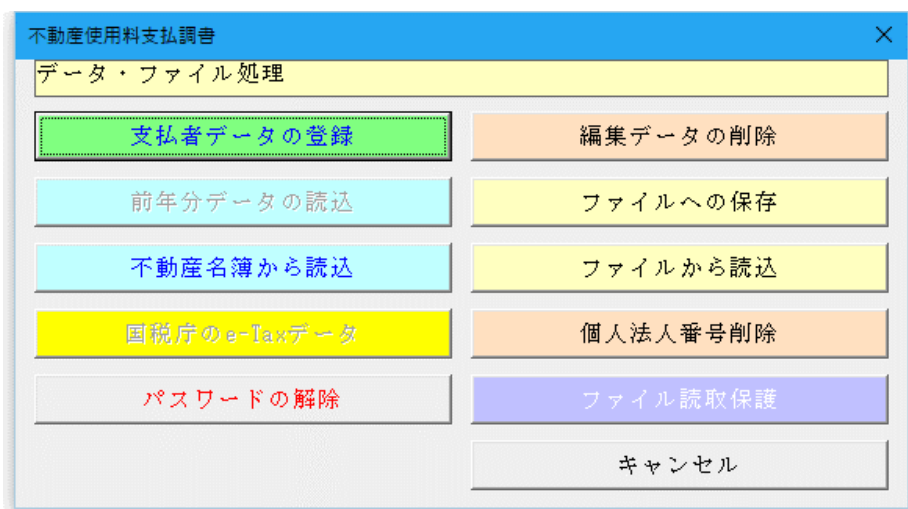 不動産使用料支払調書
データ・ファイル処理
支払者データの登録
編集データの削除
前年分データの読込
ファイルへの保存
不動産名簿から読込
ファイルから読込
国税庁のe-Taxデータ
個人法人番号削除
パスワードの解除
ファイル読取保護
キャンセル